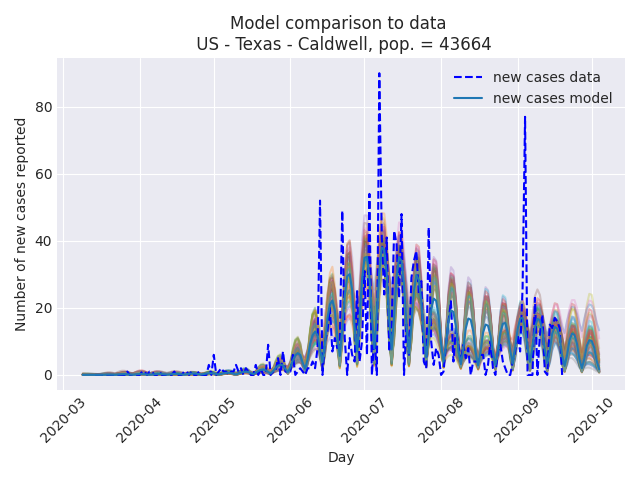 Model comparison to data
US - Texas - Caldwell, pop. = 43664
new cases data
new cases model
Number of new cases reported
80
60
40
20
0
2020-03
2020-04
2020-05
2020-06
2020-07
2020-08
2020-09
2020-10
Day